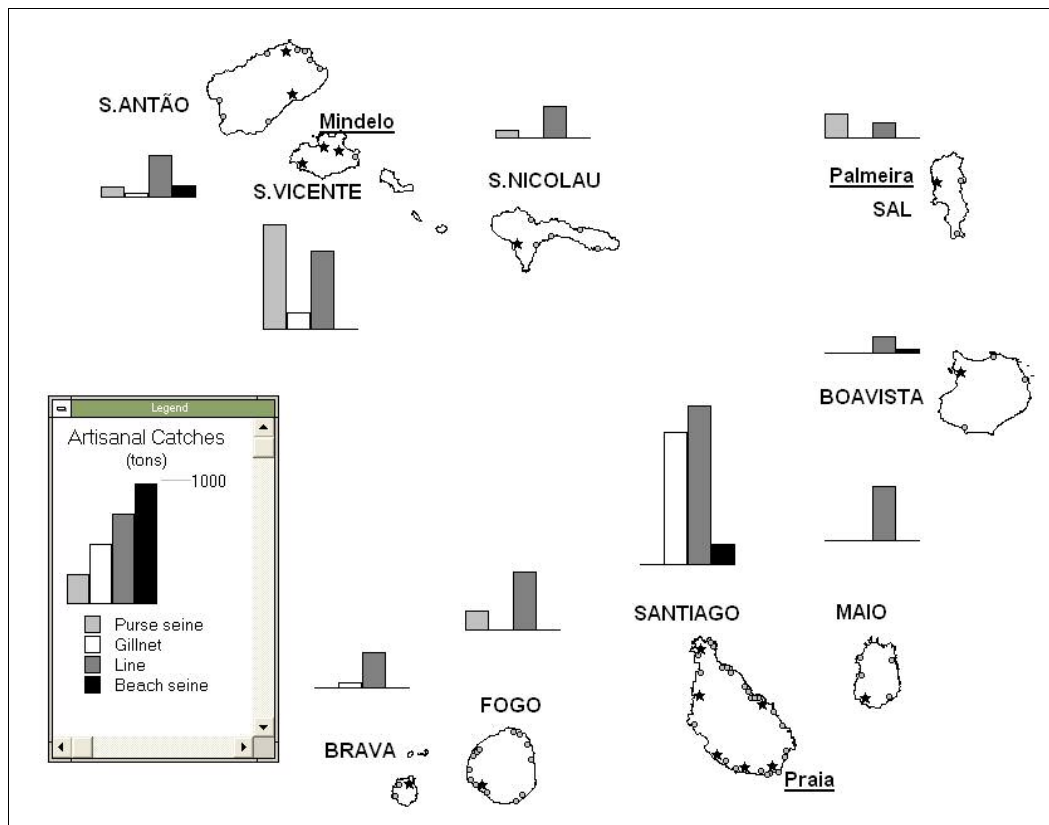 S.ANTÃO
Mindelo
S.VICENTE
S.NICOLAU
Palmeira
SAL
BOAVISTA
Legend
Artisanal Catches
(tons)
1000
Purse seine
Gillnet
Line
Beach seine
SANTIAGO
MAIO
FOGO
BRAVA
Praia